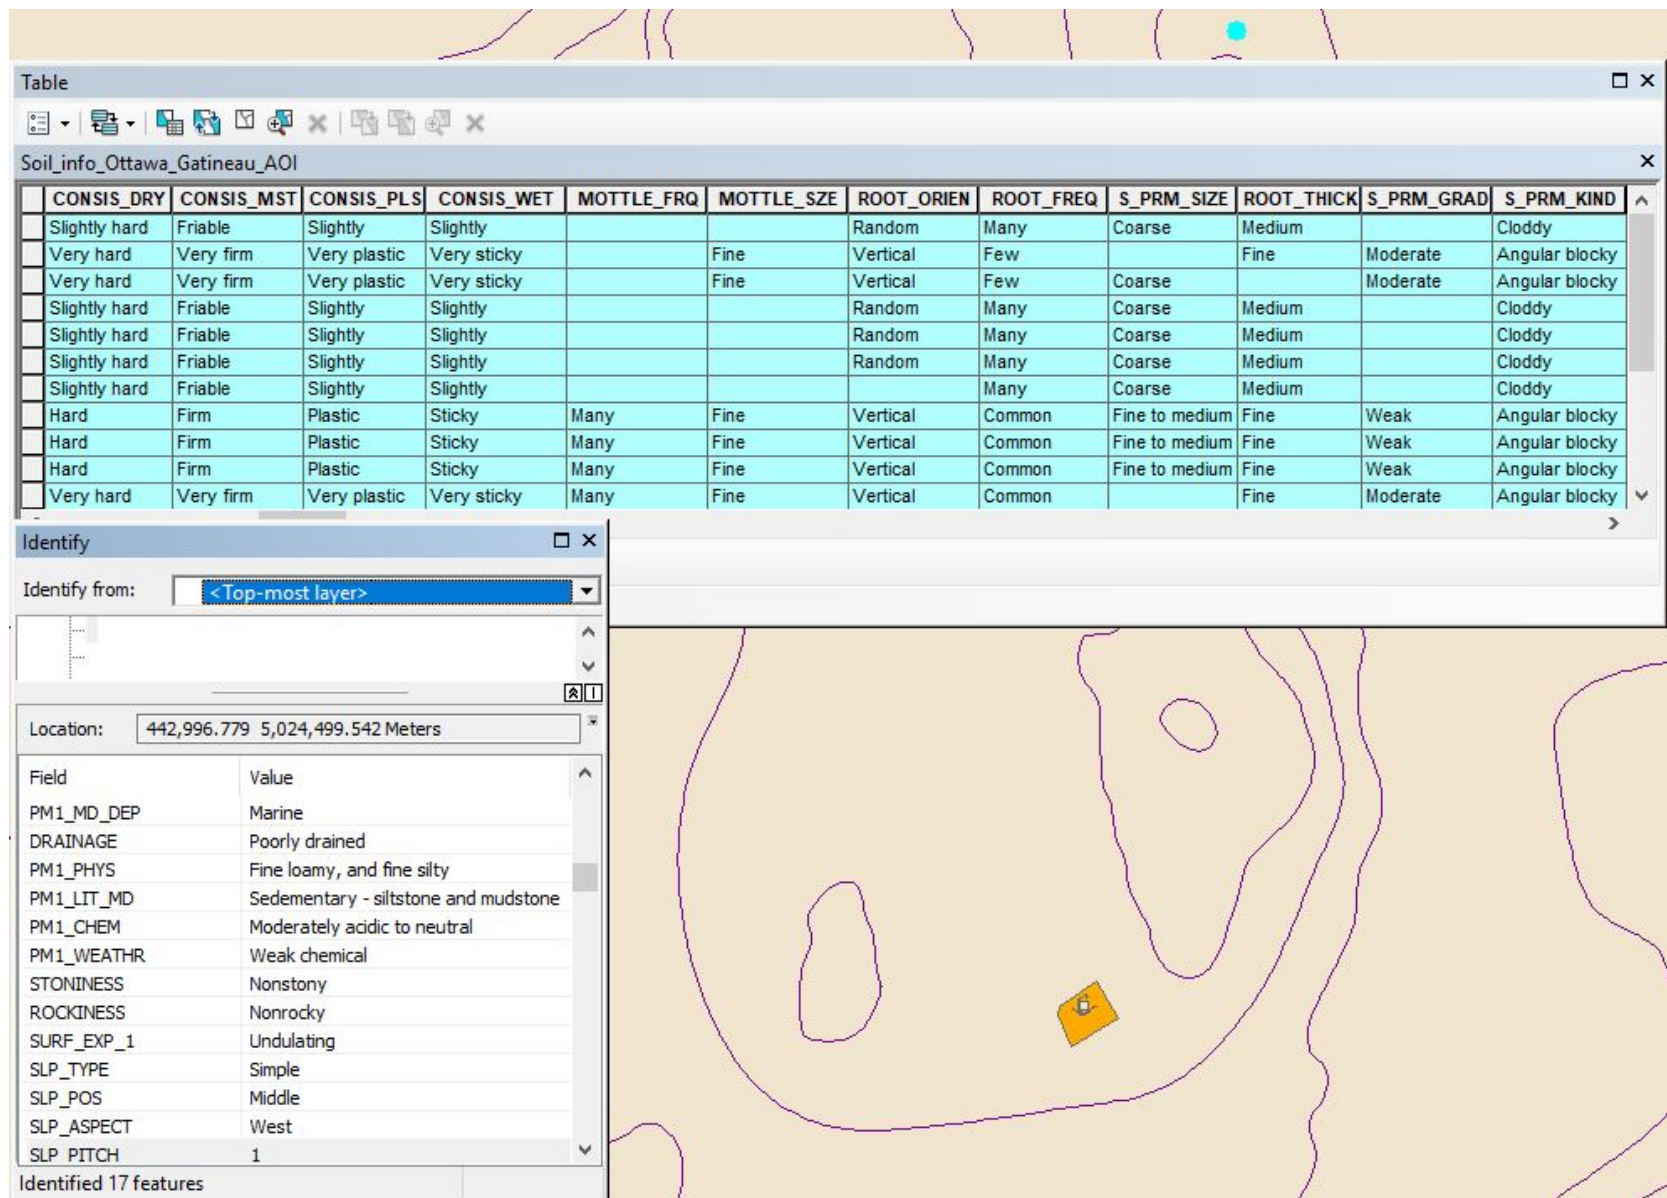 Table
Soil_info_Ottawa_Gatineau_AOI
CONSIS_DRY CONSIS_MST CONSIS_PLS CONSIS_WET MOTTLE_FRQ MOTTLE_SZE ROOT_ORIEN ROOT_FREQ S_PRM_SIZE ROOT_THICK S_PRM_GRAD S_PRM_KIND
Slightly hard Friable Slightly Slightly Random Many Coarse Medium Cloddy
Very hard Very firm Very plastic Very sticky Fine Vertical Few Fine Moderate Angular blocky
Very hard Very firm Very plastic Very sticky Fine Vertical Few Coarse Moderate Angular blocky
Slightly hard Friable Slightly Slightly Random Many Coarse Medium Cloddy
Slightly hard Friable Slightly Slightly Random Many Coarse Medium Cloddy
Slightly hard Friable Slightly Slightly Random Many Coarse Medium Cloddy
Slightly hard Friable Slightly Slightly Many Coarse Medium Cloddy
Hard Firm Plastic Sticky Many Fine Vertical Common Fine to medium Fine Weak Angular blocky
Hard Firm Plastic Sticky Many Fine Vertical Common Fine to medium Fine Weak Angular blocky
Hard Firm Plastic Sticky Many Fine Vertical Common Fine to medium Fine Weak Angular blocky
Very hard Very firm Very plastic Very sticky Many Fine Vertical Common Fine Moderate Angular blocky
Identify
Identify from: <Top-most layer>
Location: 442,996.779 5,024,499.542 Meters
Field Value
PM1_MD_DEP Marine
DRAINAGE Poorly drained
PM1_PHYS Fine loamy, and fine silty
PM1_LIT_MD Sedementary - siltstone and mudstone
PM1_CHEM Moderately acidic to neutral
PM1_WEATHR Weak chemical
STONINESS Nonstony
ROCKINESS Nonrocky
SURF_EXP_1 Undulating
SLP_TYPE Simple
SLP_POS Middle
SLP_ASPECT West
SLP_PITCH 1
Identified 17 features